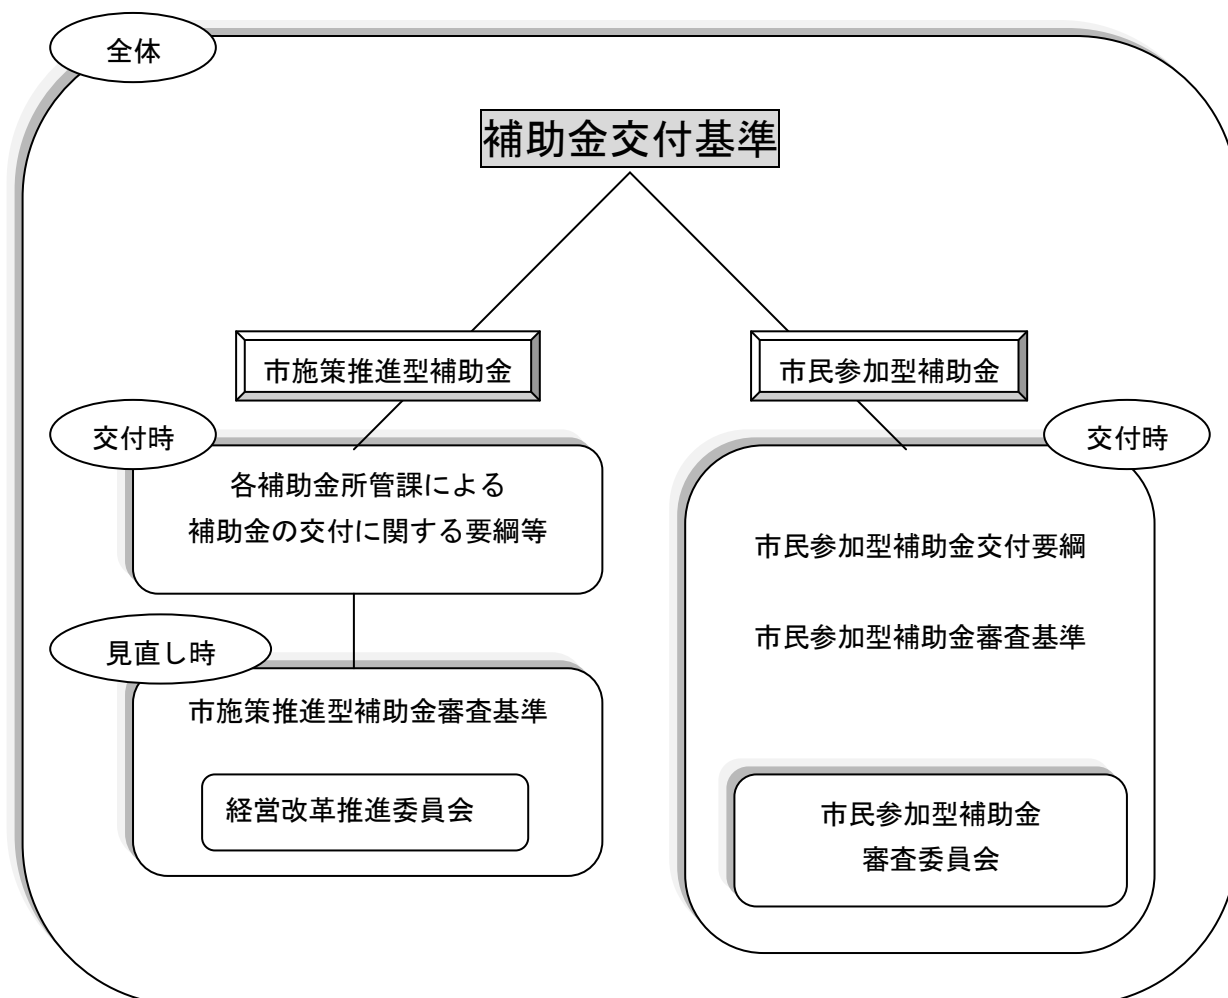 全体
補助金交付基準
市施策推進型補助金
市民参加型補助金
交付時
各補助金所管課による
補助金の交付に関する要綱等
見直し時
市施策推進型補助金審査基準
経営改革推進委員会
交付時
市民参加型補助金交付要綱
市民参加型補助金審査基準
市民参加型補助金
審査委員会